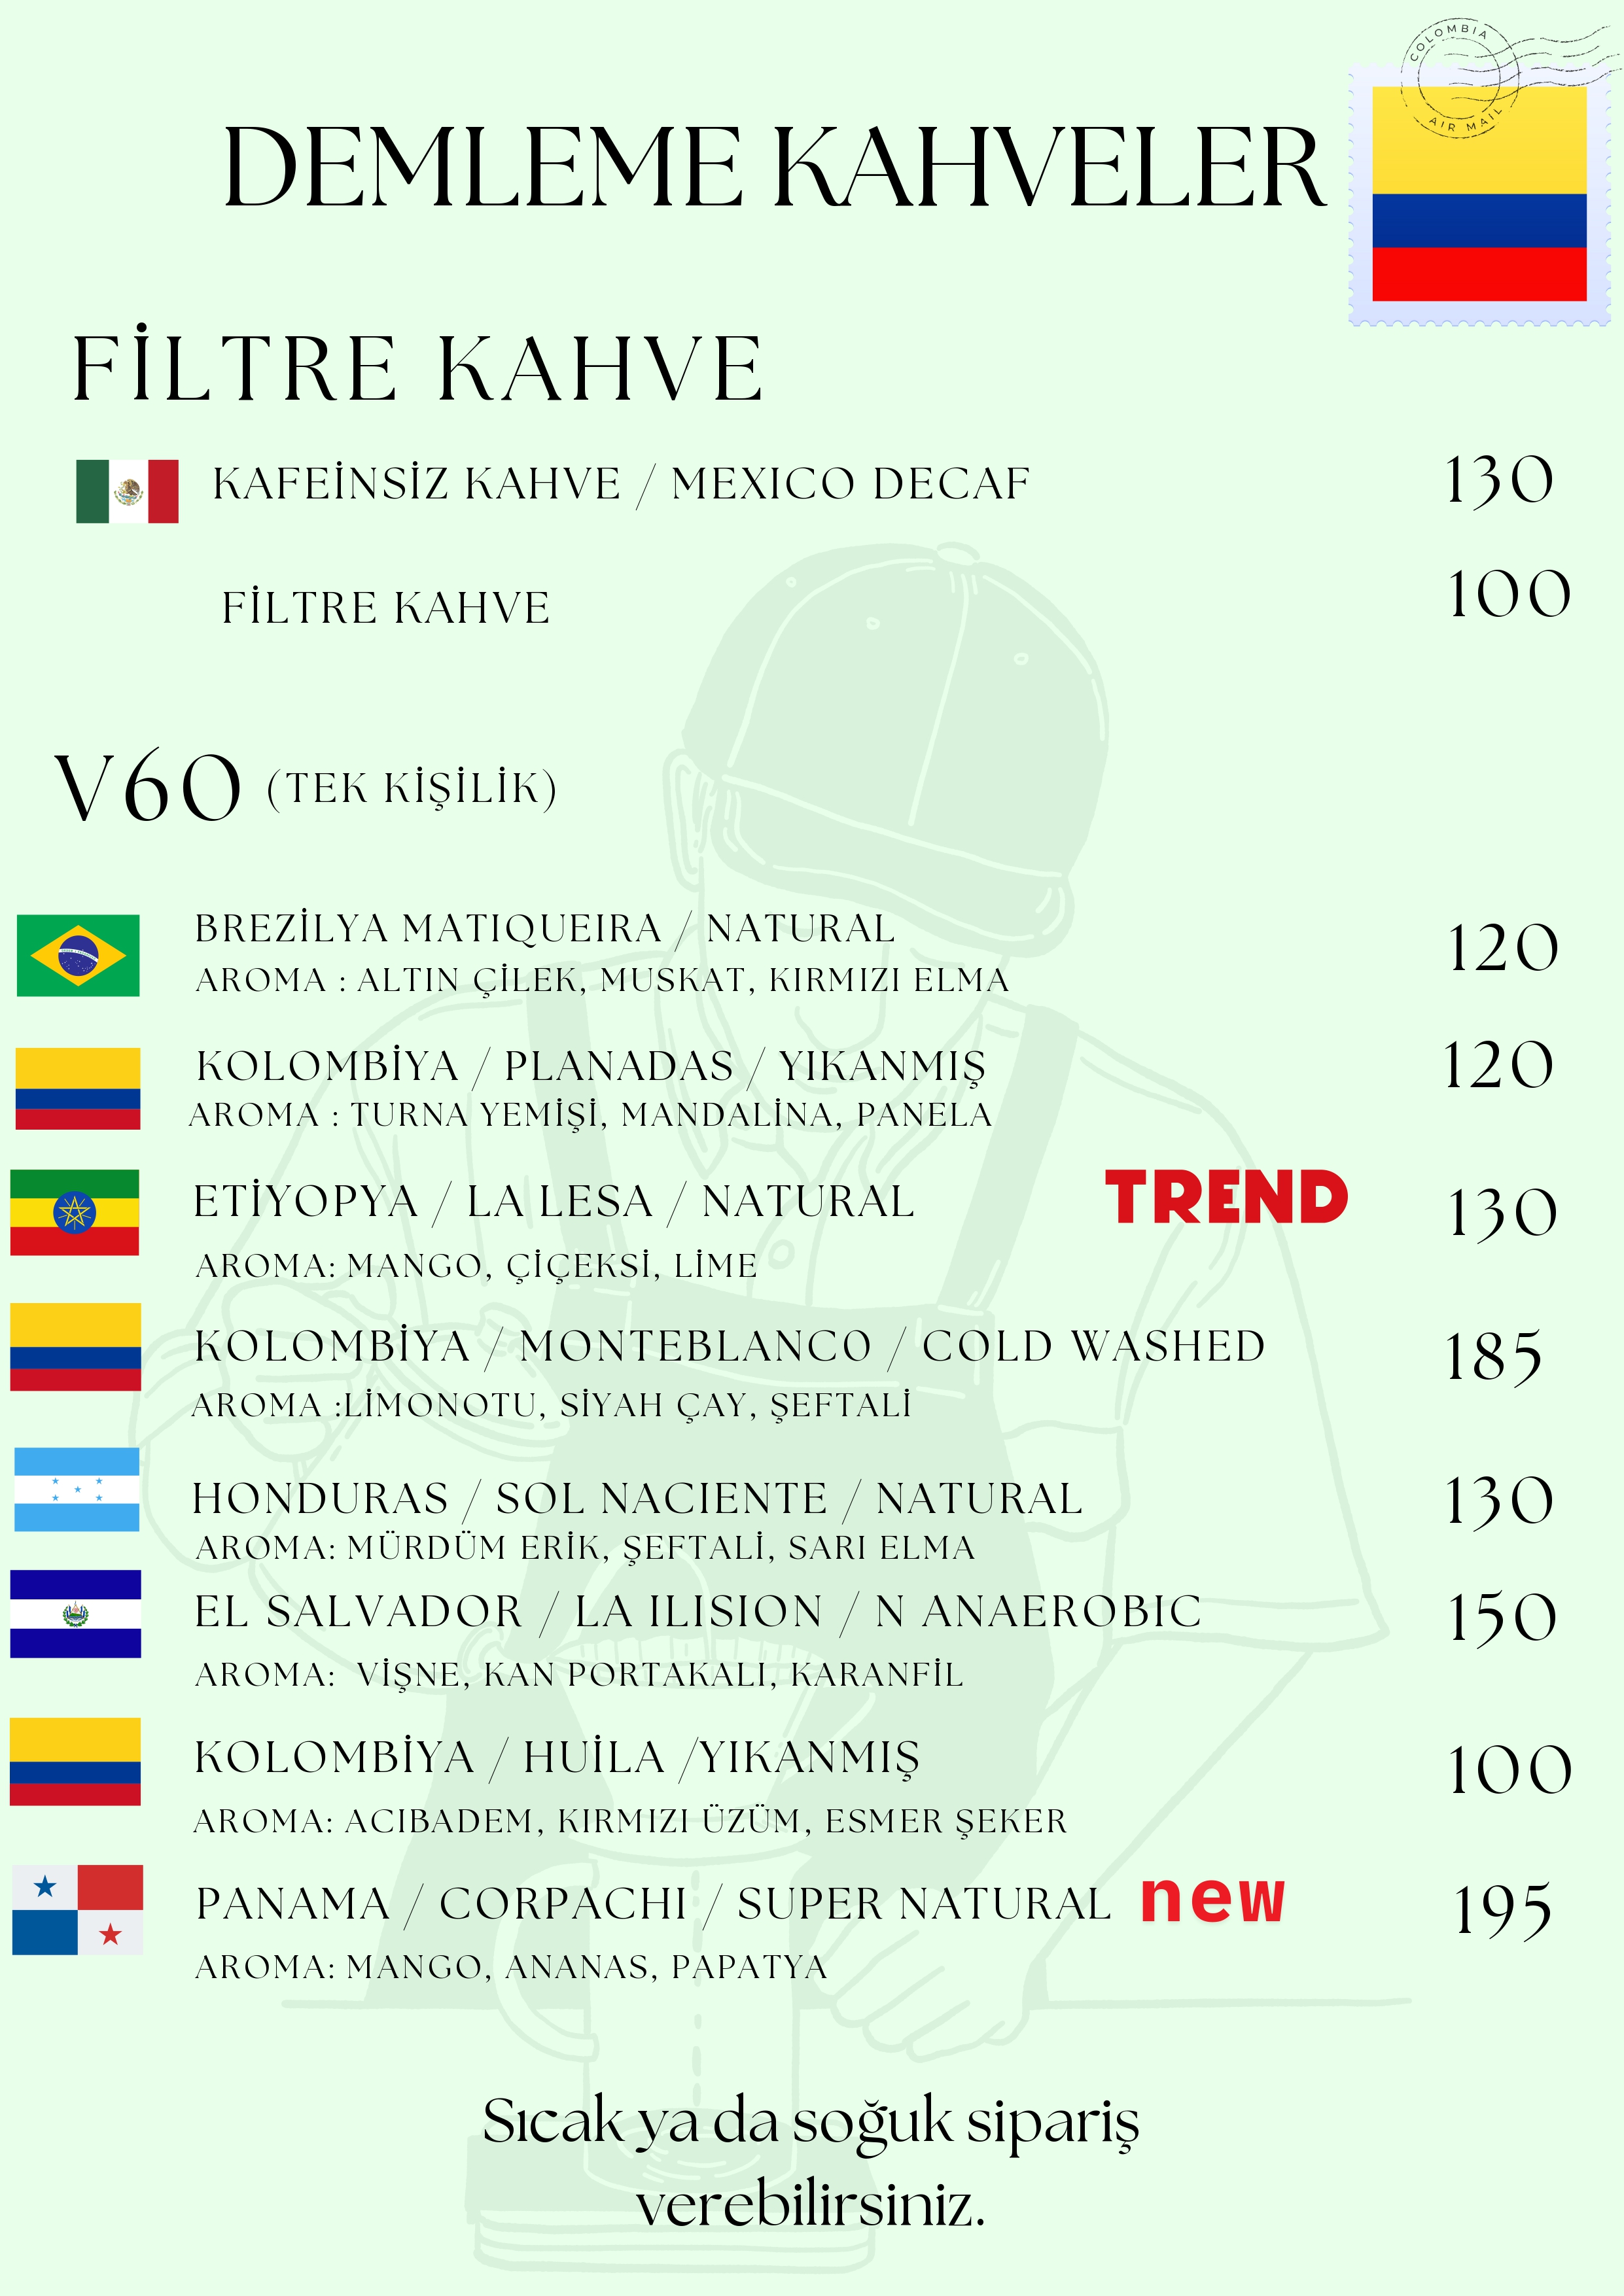 COLOMBIA
AIR MAIL
DEMLEME KAHVELER
FİLTRE KAHVE
KAFEİNSİZ KAHVE / MEXICO DECAF 130
FİLTRE KAHVE 100
V60 (TEK KİŞİLİK)
BREZİLYA MATIQUEIRA / NATURAL 120
AROMA : ALTIN ÇİLEK, MUSKAT, KIRMIZI ELMA
KOLOMBİYA / PLANADAS / YIKANMIŞ 120
AROMA : TURNA YEMİŞİ, MANDALİNA, PANELA
ETİYOPYA / LA LESA / NATURAL TREND 130
AROMA: MANGO, ÇİÇEKSİ, LİME
KOLOMBİYA / MONTEBLANC0 / COLD WASHED 185
AROMA :LİMONOTU, SİYAH ÇAY, ŞEFTALİ
HONDURAS / SOL NACIENTE / NATURAL 130
AROMA: MÜRDÜM ERİK, ŞEFTALİ, SARI ELMA
EL SALVADOR / LA ILISION / N ANAEROBIC 150
AROMA: VİŞNE, KAN PORTAKALI, KARANFİL
KOLOMBİYA / HUİLA /YIKANMIŞ 100
AROMA: ACIBADEM, KIRMIZI ÜZÜM, ESMER ŞEKER
PANAMA / CORPACHI / SUPER NATURAL new 195
AROMA: MANGO, ANANAS, PAPATYA
Sıcak ya da soğuk sipariş
verebilirsiniz.